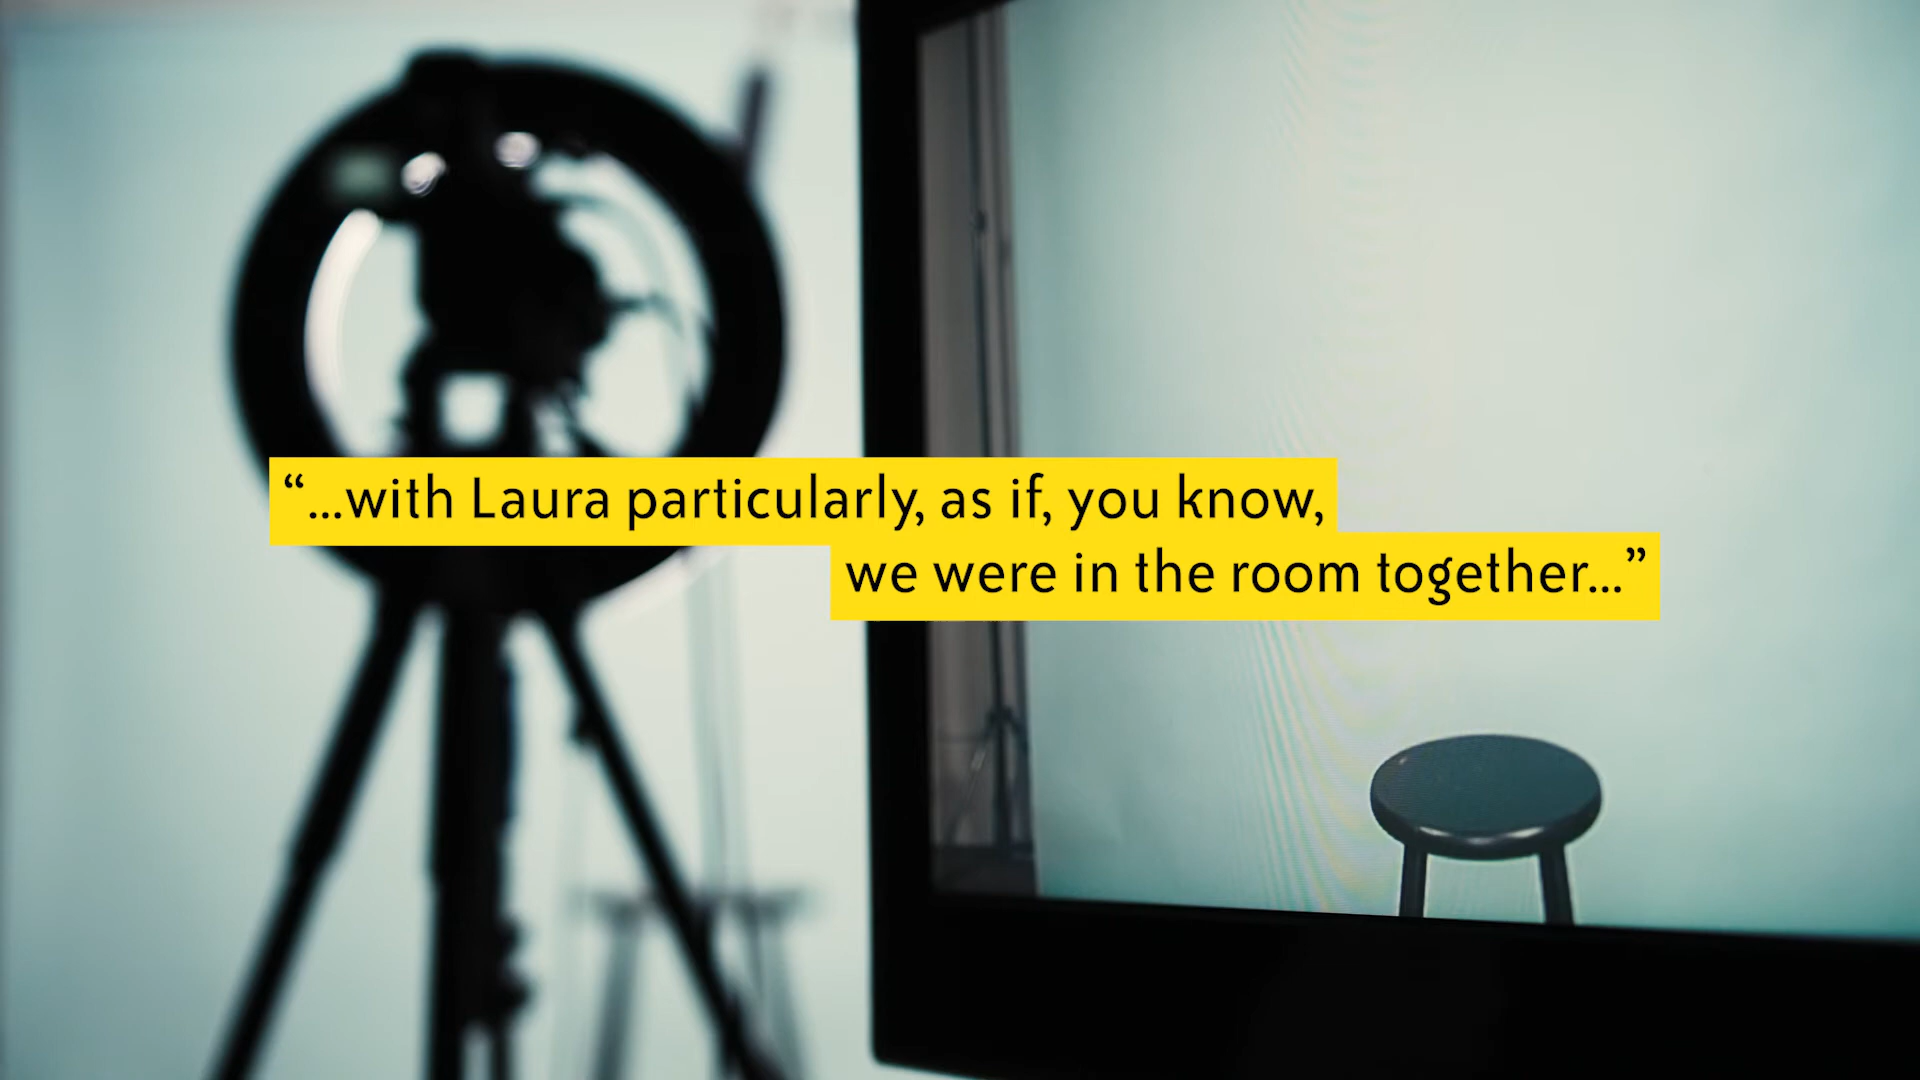 “...with Laura particularly, as if, you know,
we were in the room together...”